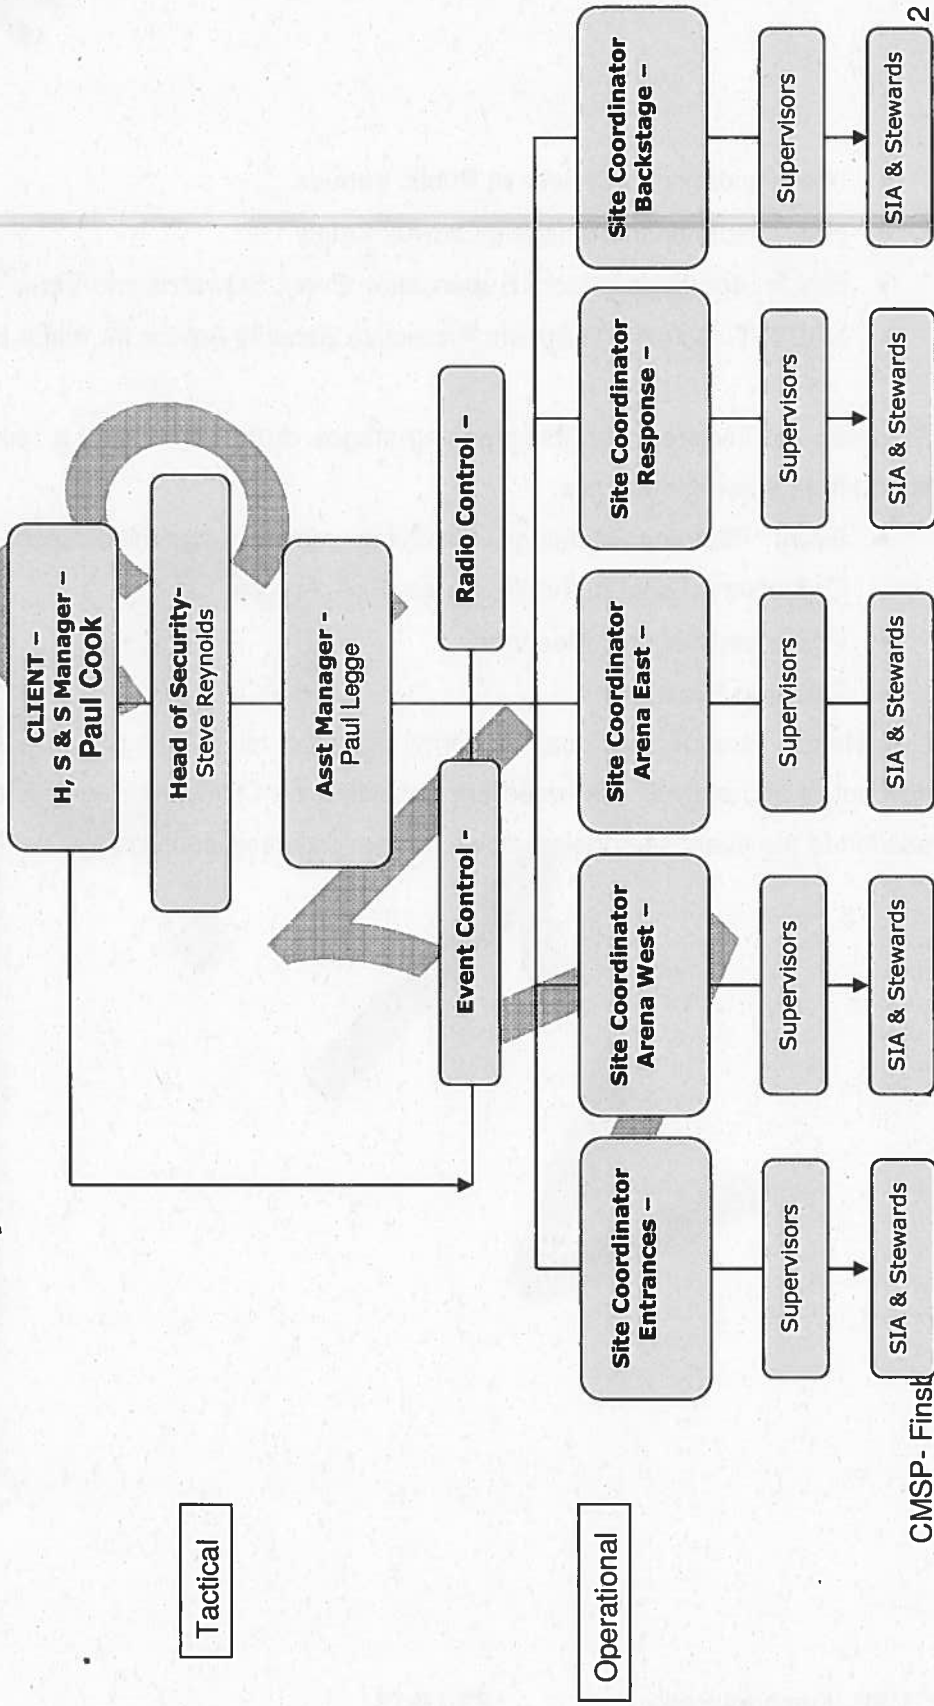 CLIENT –
H, S & S Manager –
Paul Cook
Tactical
Head of Security-
Steve Reynolds
Asst Manager -
Paul Legge
Event Control -
Radio Control –
Operational
Site Coordinator
Entrances –
Site Coordinator
Arena West –
Site Coordinator
Arena East –
Site Coordinator
Response –
Site Coordinator
Backstage –
Supervisors
Supervisors
Supervisors
Supervisors
Supervisors
SIA & Stewards
SIA & Stewards
SIA & Stewards
SIA & Stewards
SIA & Stewards
CMSP- Finsb
2